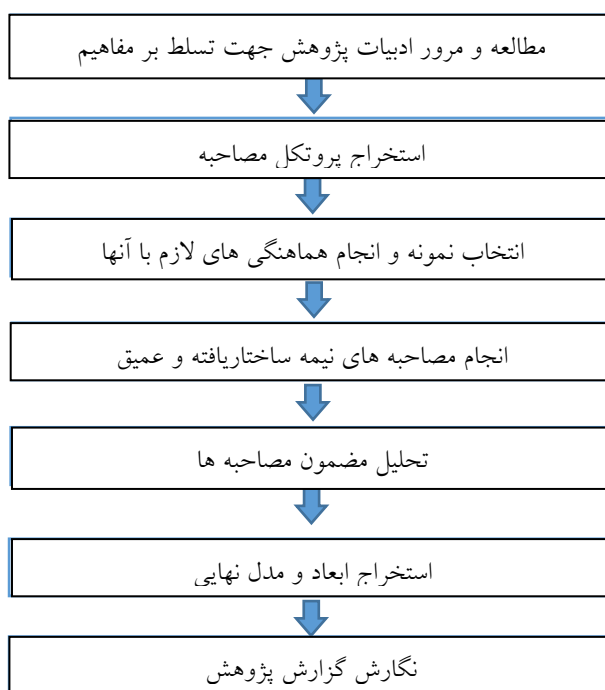 مطالعه و مرور ادبیات پژوهش جهت تسلط بر مفاهیم
استخراج پروتکل مصاحبه
انتخاب نمونه و انجام هماهنگی های لازم با آنها
انجام مصاحبه های نیمه ساختاریافته و عمیق
تحلیل مضمون مصاحبه ها
استخراج ابعاد و مدل نهایی
نگارش گزارش پژوهش